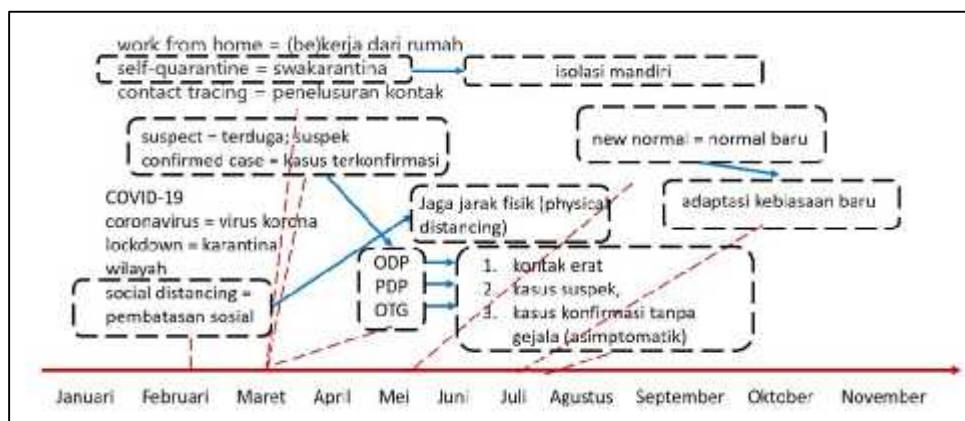 work from home = (be)kerja dari rumah
self-quarantine = swakarantina
isolasi mandiri
contact tracing = penelusuran kontak
suspect = terduga; suspek
confirmed case = kasus terkonfirmasi
new normal = normal baru
COVID-19
coronavirus = virus korona
lockdown = karantina
wilayah
Jaga jarak fisik (physical
distancing)
adaptasi kebiasaan baru
social distancing =
pembatasan sosial
ODP
PDP
OTG
1. kontak erat
2. kasus suspek,
3. kasus konfirmasi tanpa
gejala (asimptomatik)
Januari Februari Maret April Mei Juni Juli Agustus September Oktober November